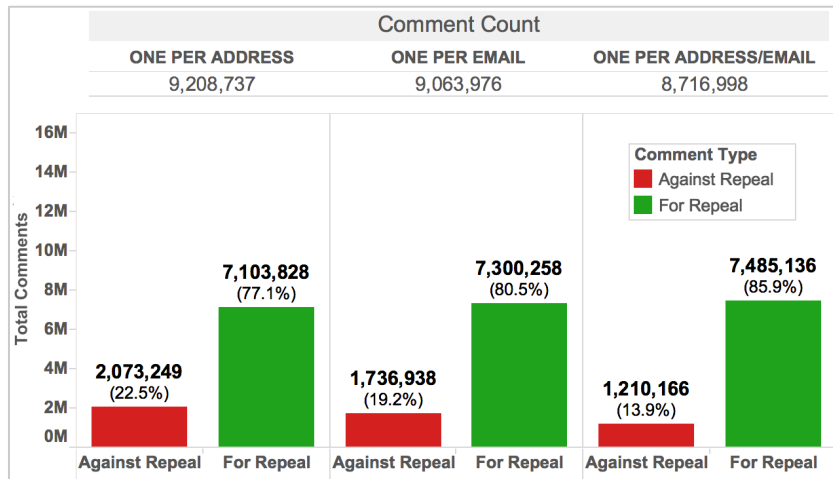 Comment Count
ONE PER ADDRESS ONE PER EMAIL ONE PER ADDRESS/EMAIL
9,208,737 9,063,976 8,716,998
Total Comments
16M
14M
12M
10M
8M
6M
4M
2M
0M
2,073,249
(22.5%)
7,103,828
(77.1%)
1,736,938
(19.2%)
7,300,258
(80.5%)
1,210,166
(13.9%)
7,485,136
(85.9%)
Comment Type
Against Repeal
For Repeal
Against Repeal For Repeal Against Repeal For Repeal Against Repeal For Repeal